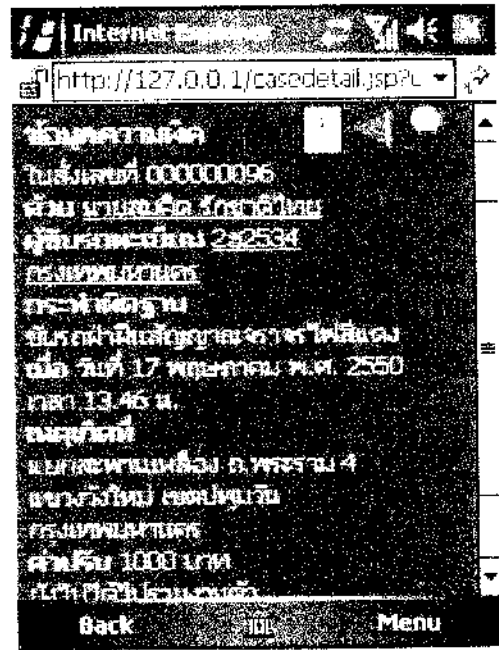 Internet Explorer
http://127.0.0.1/casedetail.jsp?u
ข้อมูลความผิด
ใบสั่งเลขที่ 000000096
ด้วย นายสมคิด รักชาติไทย
ผู้ขับรถทะเบียน 2ล2534
กรุงเทพมหานคร
กระทำผิดฐาน
ขับรถฝ่าฝืนสัญญาณจราจรไฟสีแดง
เมื่อ วันที่ 17 พฤษภาคม พ.ศ. 2550
เวลา 13.46 น.
เหตุเกิดที่
แยกสะพานเหลือง ถ.พระราม 4
แขวงวังใหม่ เขตปทุมวัน
กรุงเทพมหานคร
ค่าปรับ 1000 บาท
Back
Menu